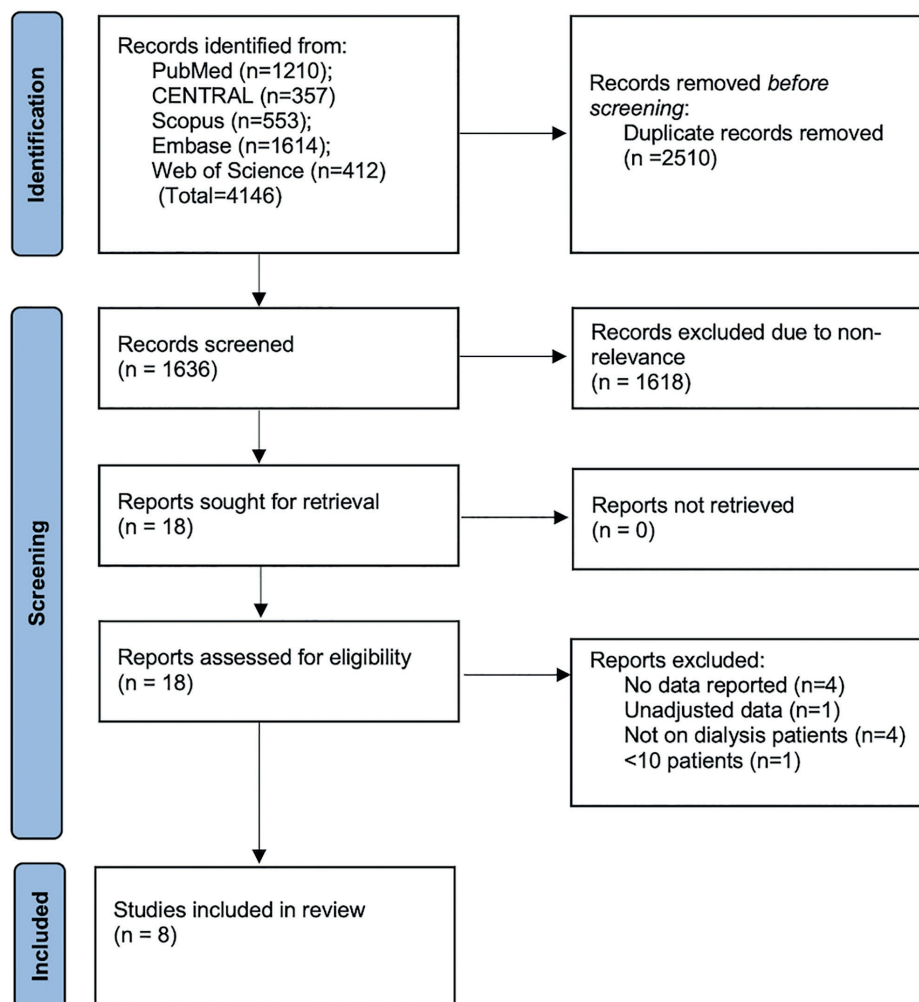 Identification
Records identified from:
PubMed (n=1210);
CENTRAL (n=357)
Scopus (n=553);
Embase (n=1614);
Web of Science (n=412)
(Total=4146)
Records removed before
screening:
Duplicate records removed
(n =2510)
Screening
Records screened
(n = 1636)
Records excluded due to non-
relevance
(n = 1618)
Reports sought for retrieval
(n = 18)
Reports not retrieved
(n = 0)
Reports assessed for eligibility
(n = 18)
Reports excluded:
No data reported (n=4)
Unadjusted data (n=1)
Not on dialysis patients (n=4)
<10 patients (n=1)
Included
Studies included in review
(n = 8)